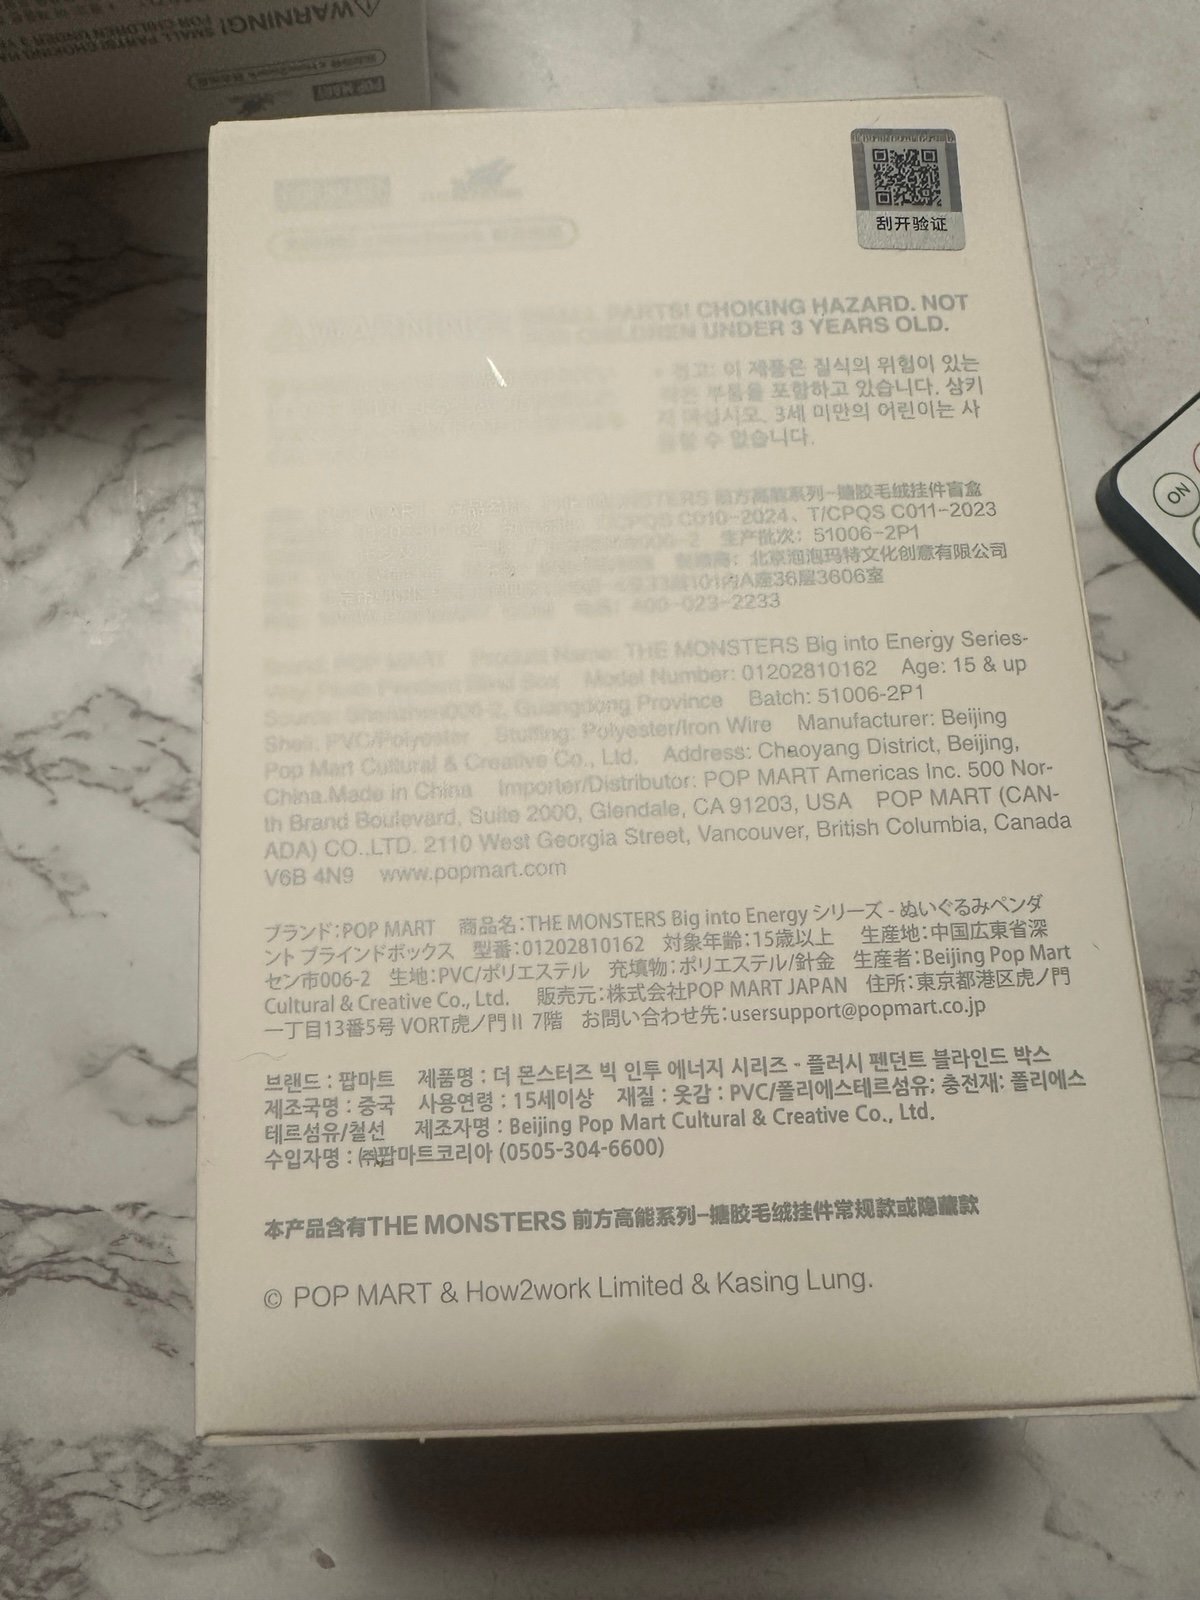 WARNING!
POP MART
刮开验证
PARTS! CHOKING HAZARD. NOT
CHILDREN UNDER 3 YEARS OLD.
경고: 이 제품은 질식의 위험이 있는
작은 부품을 포함하고 있습니다. 삼키
지 마십시오. 3세 미만의 어린이는 사
용할 수 없습니다.
前方高能系列-搪胶毛绒挂件盲盒
C010-2024、T/CPQS C011-2023
生产批次: 51006-2P1
北京泡泡玛特文化创意有限公司
101内A座36层3606室
400-023-2233
Product Name: THE MONSTERS Big into Energy Series-
Model Number: 01202810162 Age: 15 & up
Guangdong Province Batch: 51006-2P1
Shell: PVC/Polyester Stuffing: Polyester/Iron Wire Manufacturer: Beijing
Pop Mart Cultural & Creative Co., Ltd. Address: Chaoyang District, Beijing,
China.Made in China Importer/Distributor: POP MART Americas Inc. 500 Nor-
th Brand Boulevard, Suite 2000, Glendale, CA 91203, USA POP MART (CAN-
ADA) CO.,LTD. 2110 West Georgia Street, Vancouver, British Columbia, Canada
V6B 4N9 www.popmart.com
ブランド:POP MART 商品名:THE MONSTERS Big into Energy シリーズ - ぬいぐるみペンダ
ント ブラインドボックス 型番:01202810162 対象年齢:15歳以上 生産地:中国広東省深
セン市006-2 生地:PVC/ポリエステル 充填物:ポリエステル/針金 生産者:Beijing Pop Mart
Cultural & Creative Co., Ltd. 販売元:株式会社POP MART JAPAN 住所:東京都港区虎ノ門
一丁目13番5号 VORT虎ノ門Ⅱ 7階 お問い合わせ先:usersupport@popmart.co.jp
브랜드 : 팝마트 제품명 : 더 몬스터즈 빅 인투 에너지 시리즈 - 플러시 펜던트 블라인드 박스
제조국명 : 중국 사용연령 : 15세이상 재질 : 옷감 : PVC/폴리에스테르섬유; 충전재: 폴리에스
테르섬유/철선 제조자명 : Beijing Pop Mart Cultural & Creative Co., Ltd.
수입자명 : ㈜팝마트코리아 (0505-304-6600)
本产品含有THE MONSTERS 前方高能系列-搪胶毛绒挂件常规款或隐藏款
© POP MART & How2work Limited & Kasing Lung.
ON